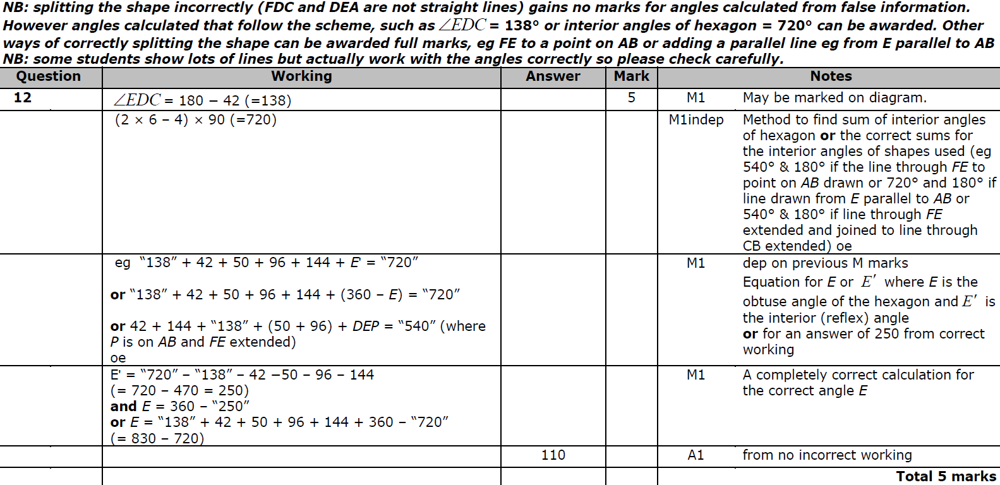 NB: splitting the shape incorrectly (FDC and DEA are not straight lines) gains no marks for angles calculated from false information.
However angles calculated that follow the scheme, such as ∠EDC = 138° or interior angles of hexagon = 720° can be awarded. Other
ways of correctly splitting the shape can be awarded full marks, eg FE to a point on AB or adding a parallel line eg from E parallel to AB
NB: some students show lots of lines but actually work with the angles correctly so please check carefully.
Question Working Answer Mark Notes
12 ∠EDC = 180 − 42 (=138) 5 M1 May be marked on diagram.
(2 × 6 – 4) × 90 (=720) M1indep Method to find sum of interior angles
of hexagon or the correct sums for
the interior angles of shapes used (eg
540° & 180° if the line through FE to
point on AB drawn or 720° and 180° if
line drawn from E parallel to AB or
540° & 180° if line through FE
extended and joined to line through
CB extended) oe
eg "138" + 42 + 50 + 96 + 144 + E' = "720"
or "138" + 42 + 50 + 96 + 144 + (360 – E) = "720"
or 42 + 144 + "138" + (50 + 96) + DEP = "540" (where
P is on AB and FE extended)
oe
M1 dep on previous M marks
Equation for E or E′ where E is the
obtuse angle of the hexagon and E′ is
the interior (reflex) angle
or for an answer of 250 from correct
working
E' = "720" – "138" – 42 −50 – 96 – 144
(= 720 – 470 = 250)
and E = 360 – "250"
or E = "138" + 42 + 50 + 96 + 144 + 360 – "720"
(= 830 – 720)
M1 A completely correct calculation for
the correct angle E
110 A1 from no incorrect working
Total 5 marks